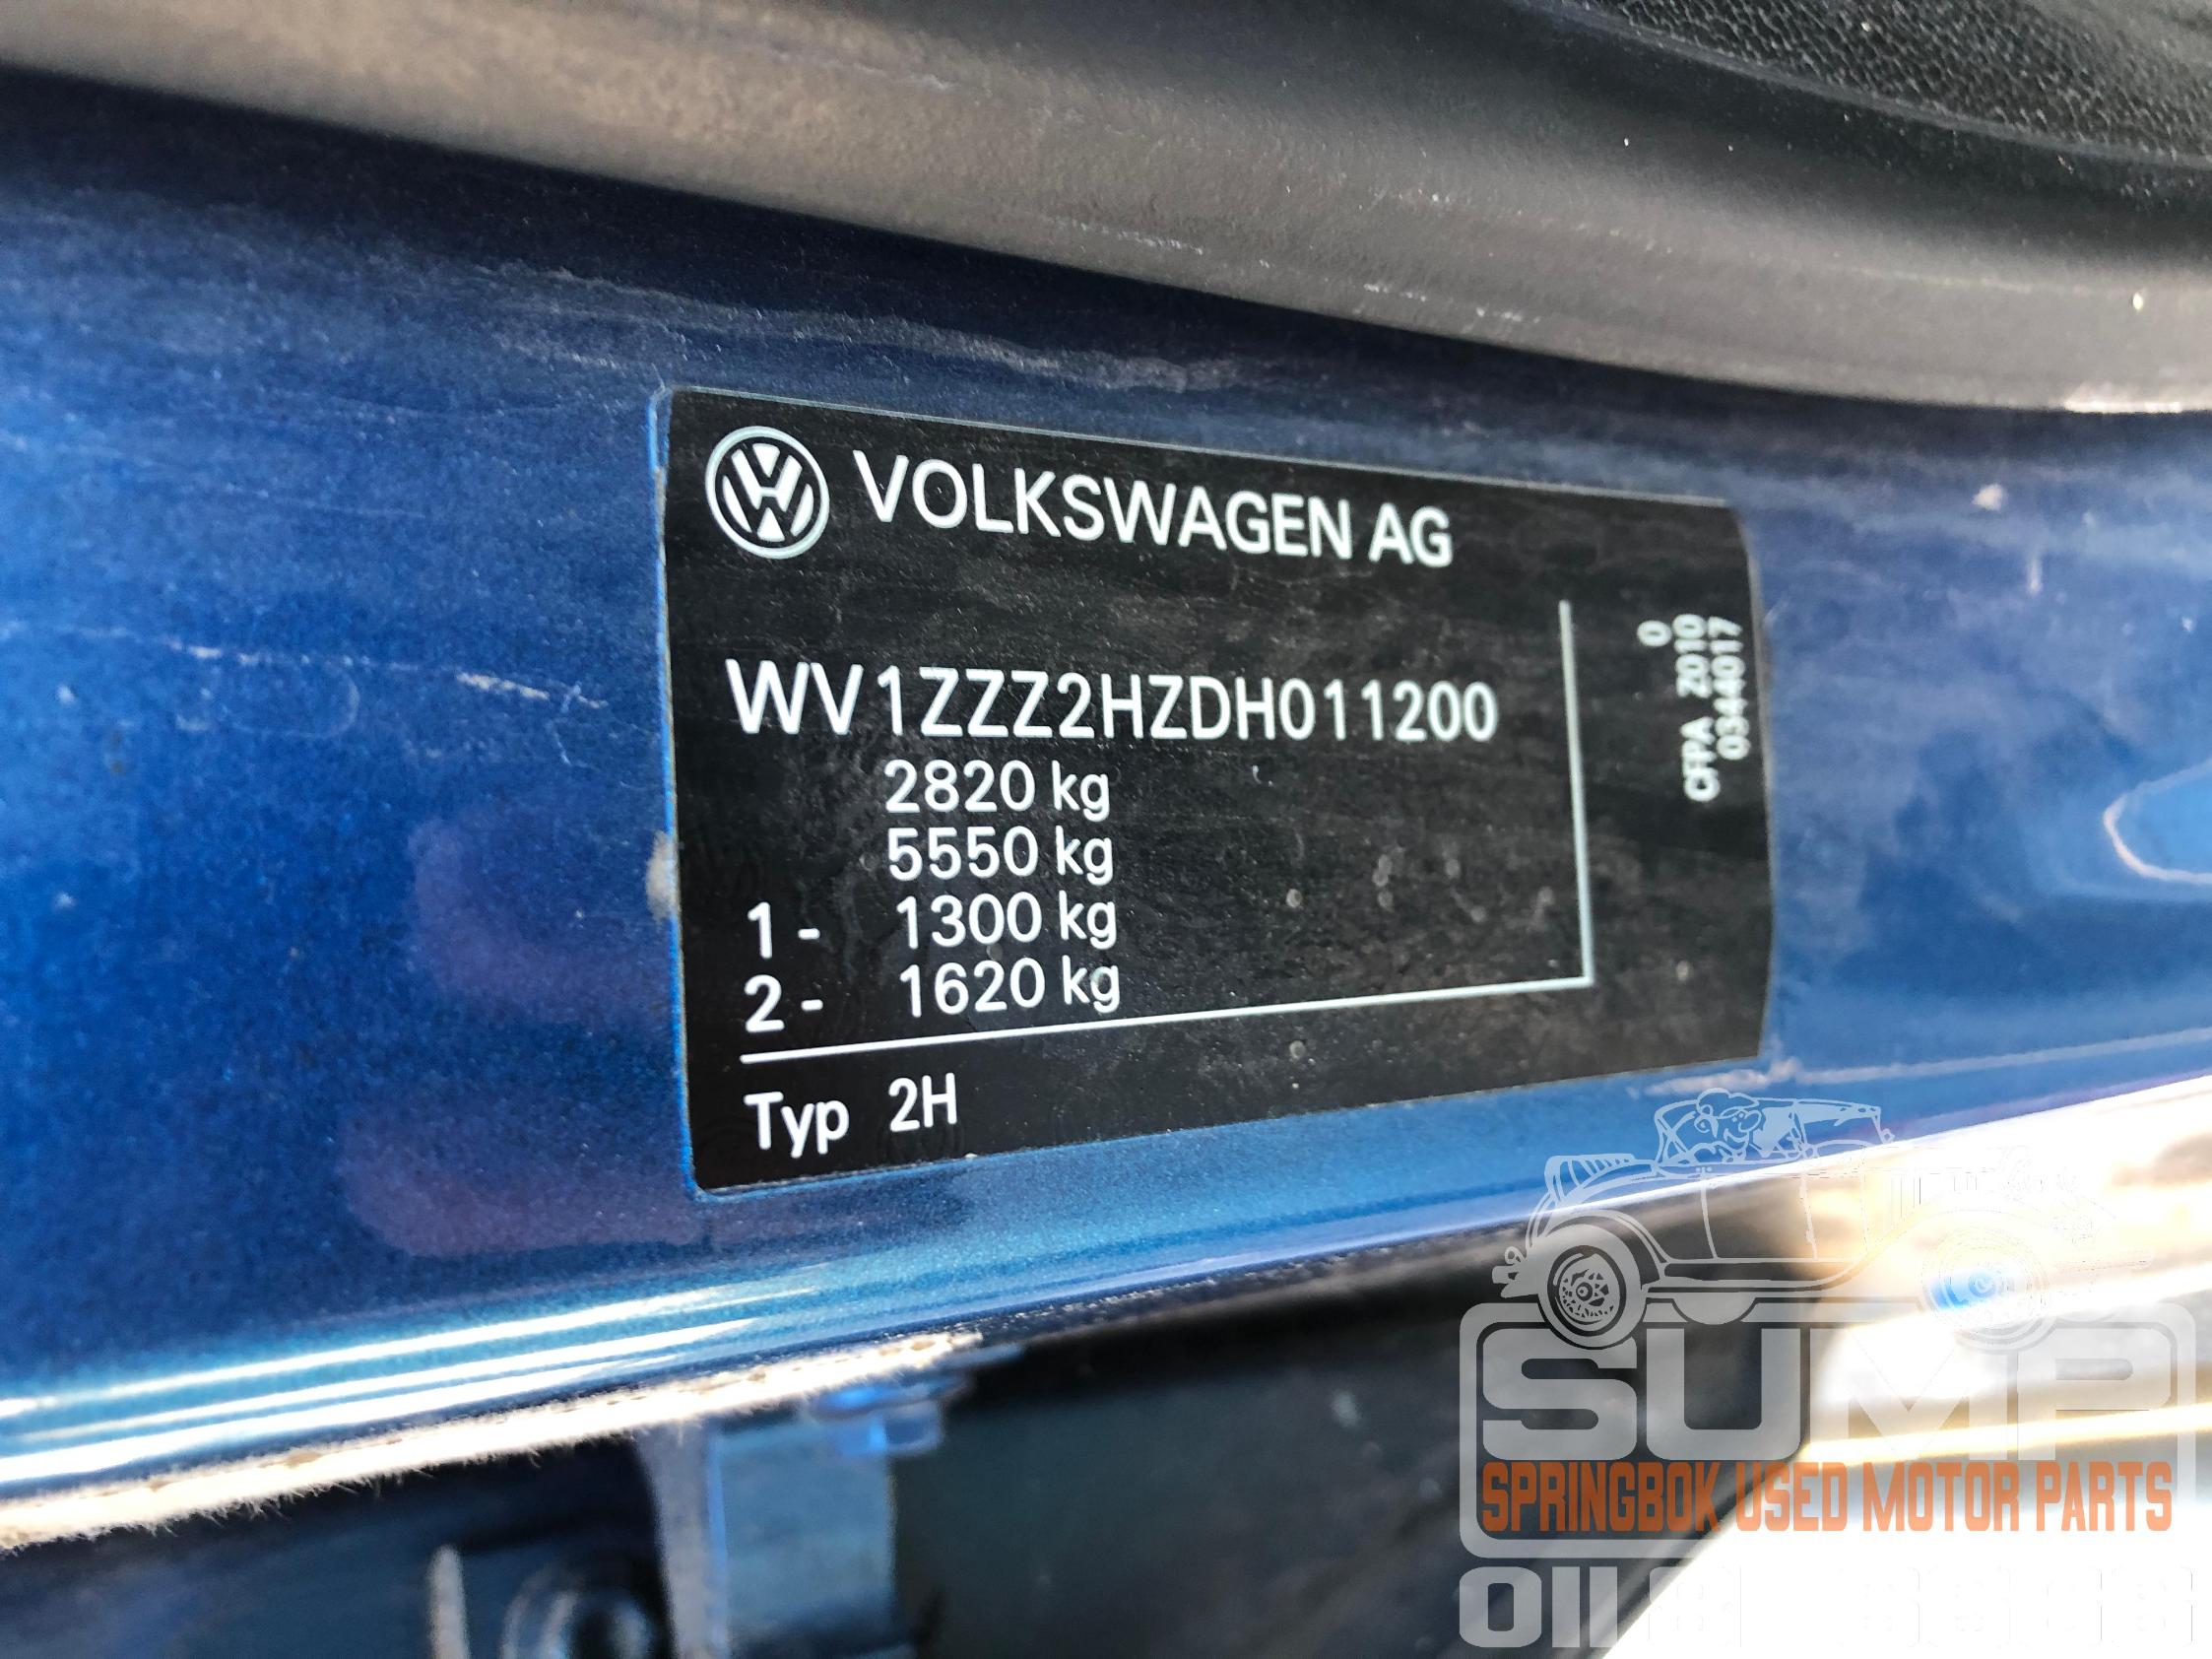 VOLKSWAGEN AG
WV1ZZZ2HZDH011200
2820 kg
5550 kg
1 - 1300 kg
2 - 1620 kg
Typ 2H
0
CFPA Z010
0344017
SUMP
SPRINGBOK USED MOTOR PARTS